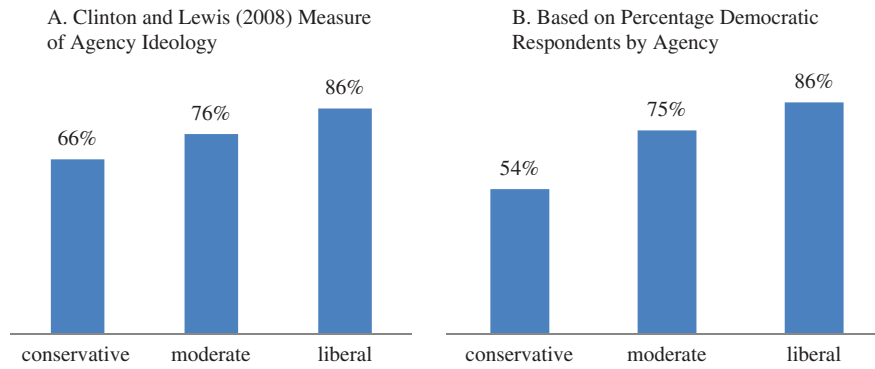 A. Clinton and Lewis (2008) Measure
of Agency Ideology
86%
76%
66%
conservative moderate liberal
B. Based on Percentage Democratic
Respondents by Agency
86%
75%
54%
conservative moderate liberal